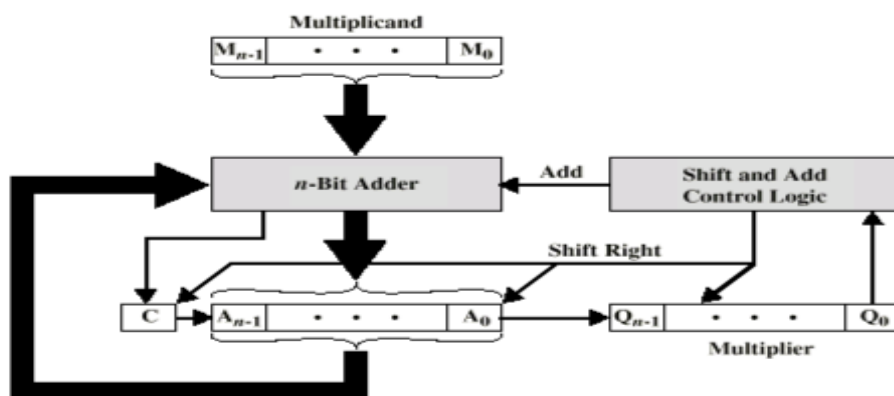 Multiplicand
Mn-1 • • • M0
n-Bit Adder
Add
Shift and Add
Control Logic
Shift Right
C
An-1 • • • A0
Qn-1 • • • Q0
Multiplier